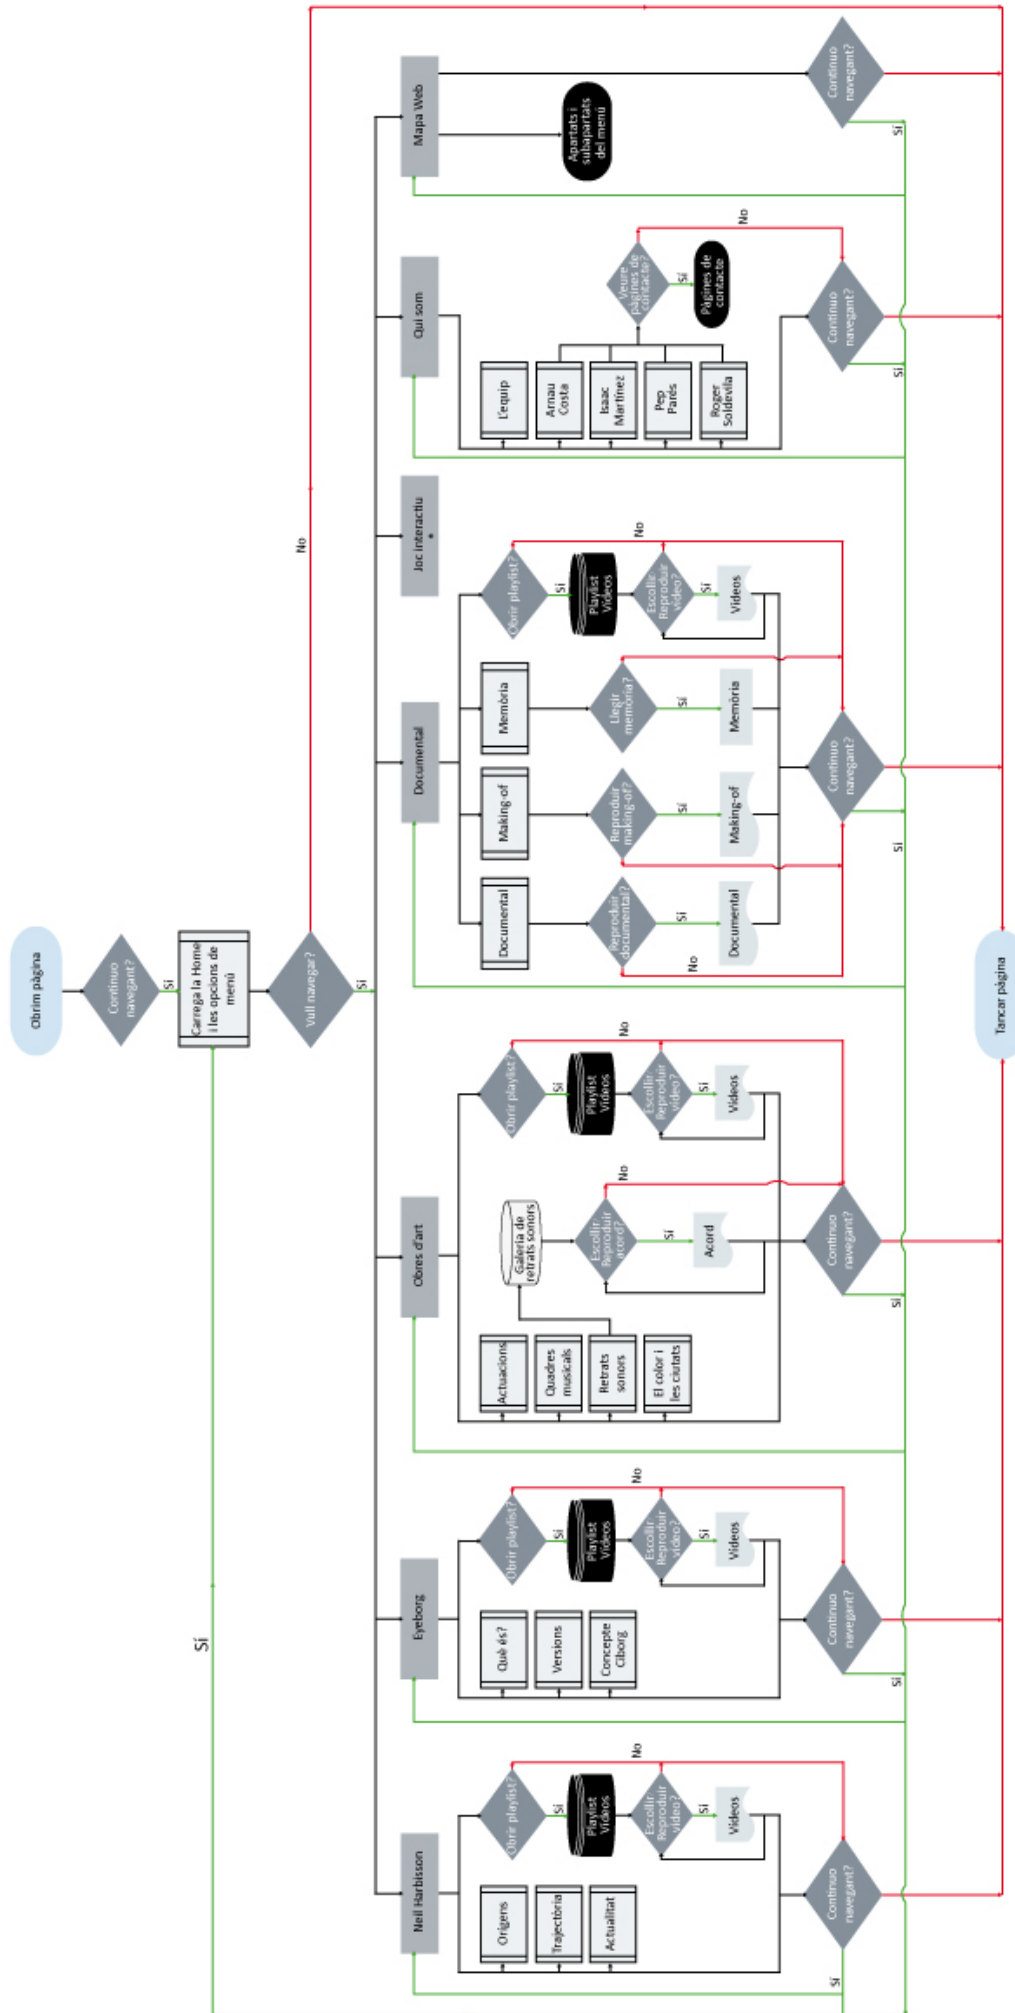 Obrim pàgina
Continuo
navegant?
Sí
Carrega la Home
i les opcions de
menú
Vull navegar?
Sí
No
Sí
Neil Harbisson
Orígens
Trajectòria
Actualitat
Obrir playlist?
Sí
Playlist
Vídeos
Escollir/
Reproduir
vídeo?
Sí
Vídeos
No
Continuo
navegant?
Sí
Eyeborg
Què és?
Versions
Concepte
Ciborg
Obrir playlist?
Sí
Playlist
Vídeos
Escollir/
Reproduir
vídeo?
Sí
Vídeos
No
Continuo
navegant?
Sí
Obres d'art
Actuacions
Quadres
musicals
Retrats
sonors
El color i
les ciutats
Galeria de
retrats sonors
Escollir/
Reproduir
acord?
Sí
Acord
No
Obrir playlist?
Sí
Playlist
Vídeos
Escollir/
Reproduir
vídeo?
Sí
Vídeos
No
Continuo
navegant?
Sí
Documental
Documental
Reproduir
documental?
Sí
Documental
No
Making-of
Reproduir
making-of?
Sí
Making-of
Memòria
Llegir
memòria?
Sí
Memòria
Obrir playlist?
Sí
Playlist
Vídeos
Escollir/
Reproduir
vídeo?
Sí
Vídeos
No
Continuo
navegant?
Sí
Sí
Joc interactiu
*
Qui som
L'equip
Arnau
Costa
Isaac
Martínez
Pep
Parés
Roger
Soldevila
Veure
pàgines de
contacte?
Sí
Pàgines de
contacte
No
Continuo
navegant?
Sí
Mapa Web
Apartats i
subapartats
del menú
Continuo
navegant?
Sí
Tancar pàgina